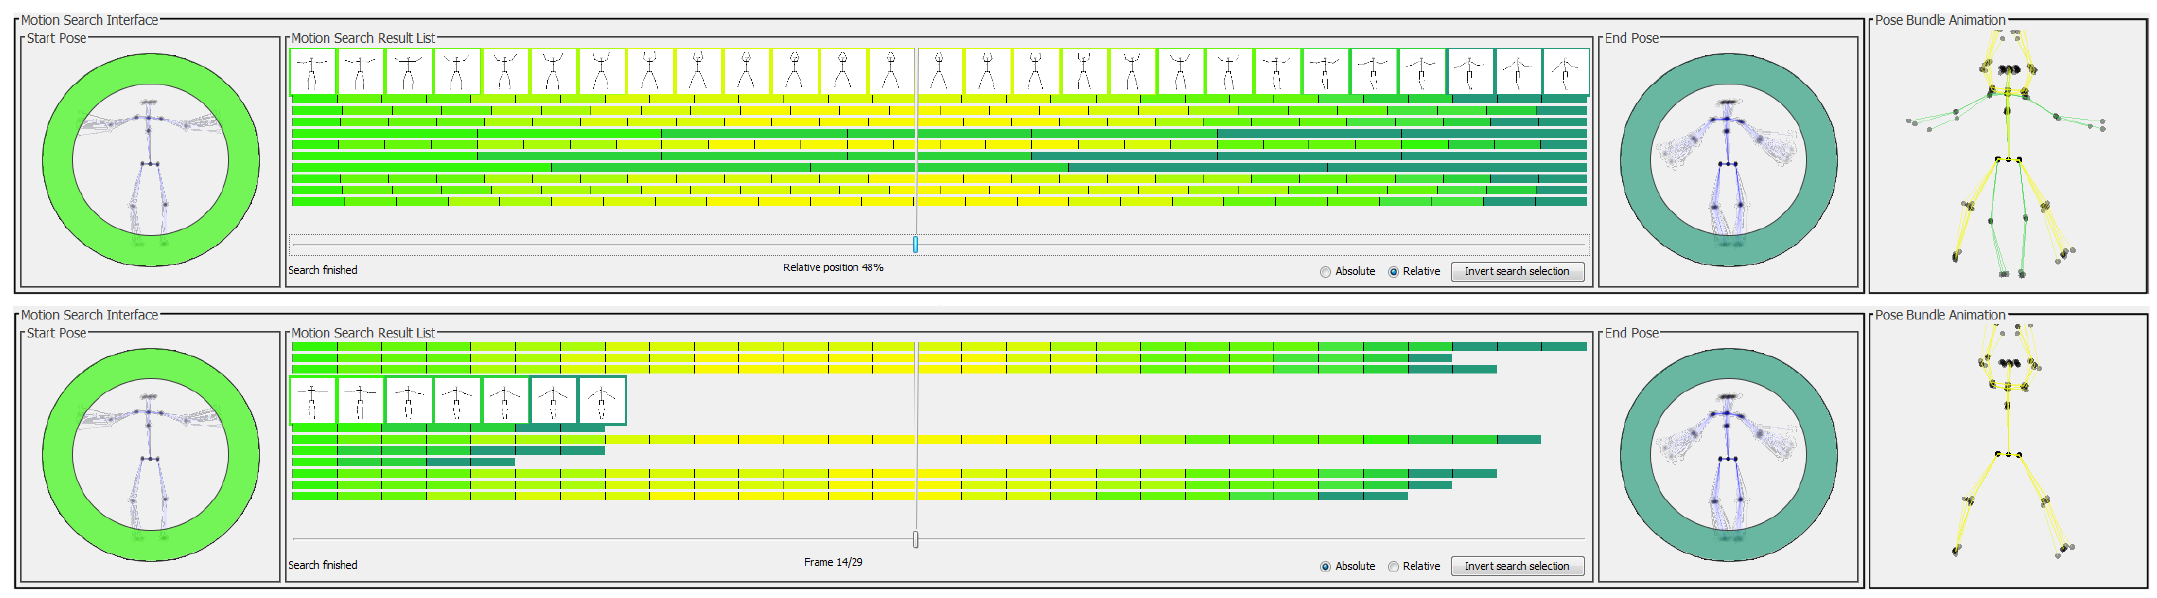 Motion Search Interface
Pose Bundle Animation
Start Pose
Motion Search Result List
End Pose
Relative position 48%
Search finished
Absolute
Relative
Invert search selection
Motion Search Interface
Pose Bundle Animation
Start Pose
Motion Search Result List
End Pose
Frame 14/29
Search finished
Absolute
Relative
Invert search selection